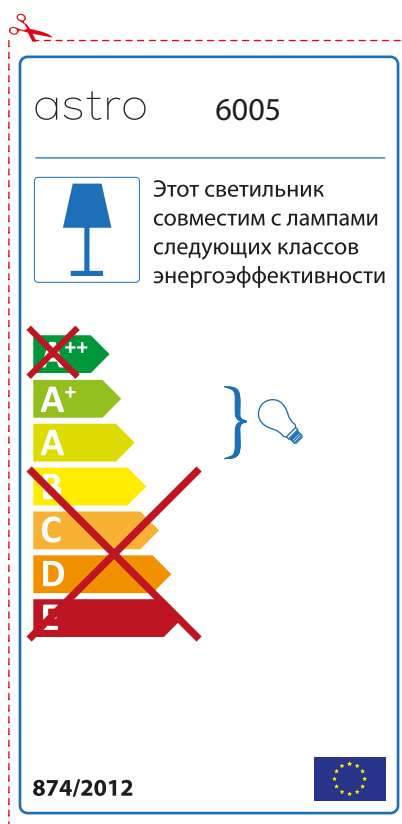 astro 6005
Этот светильник
совместим с лампами
следующих классов
энергоэффективности
A++
A+
A
B
C
D
E
874/2012